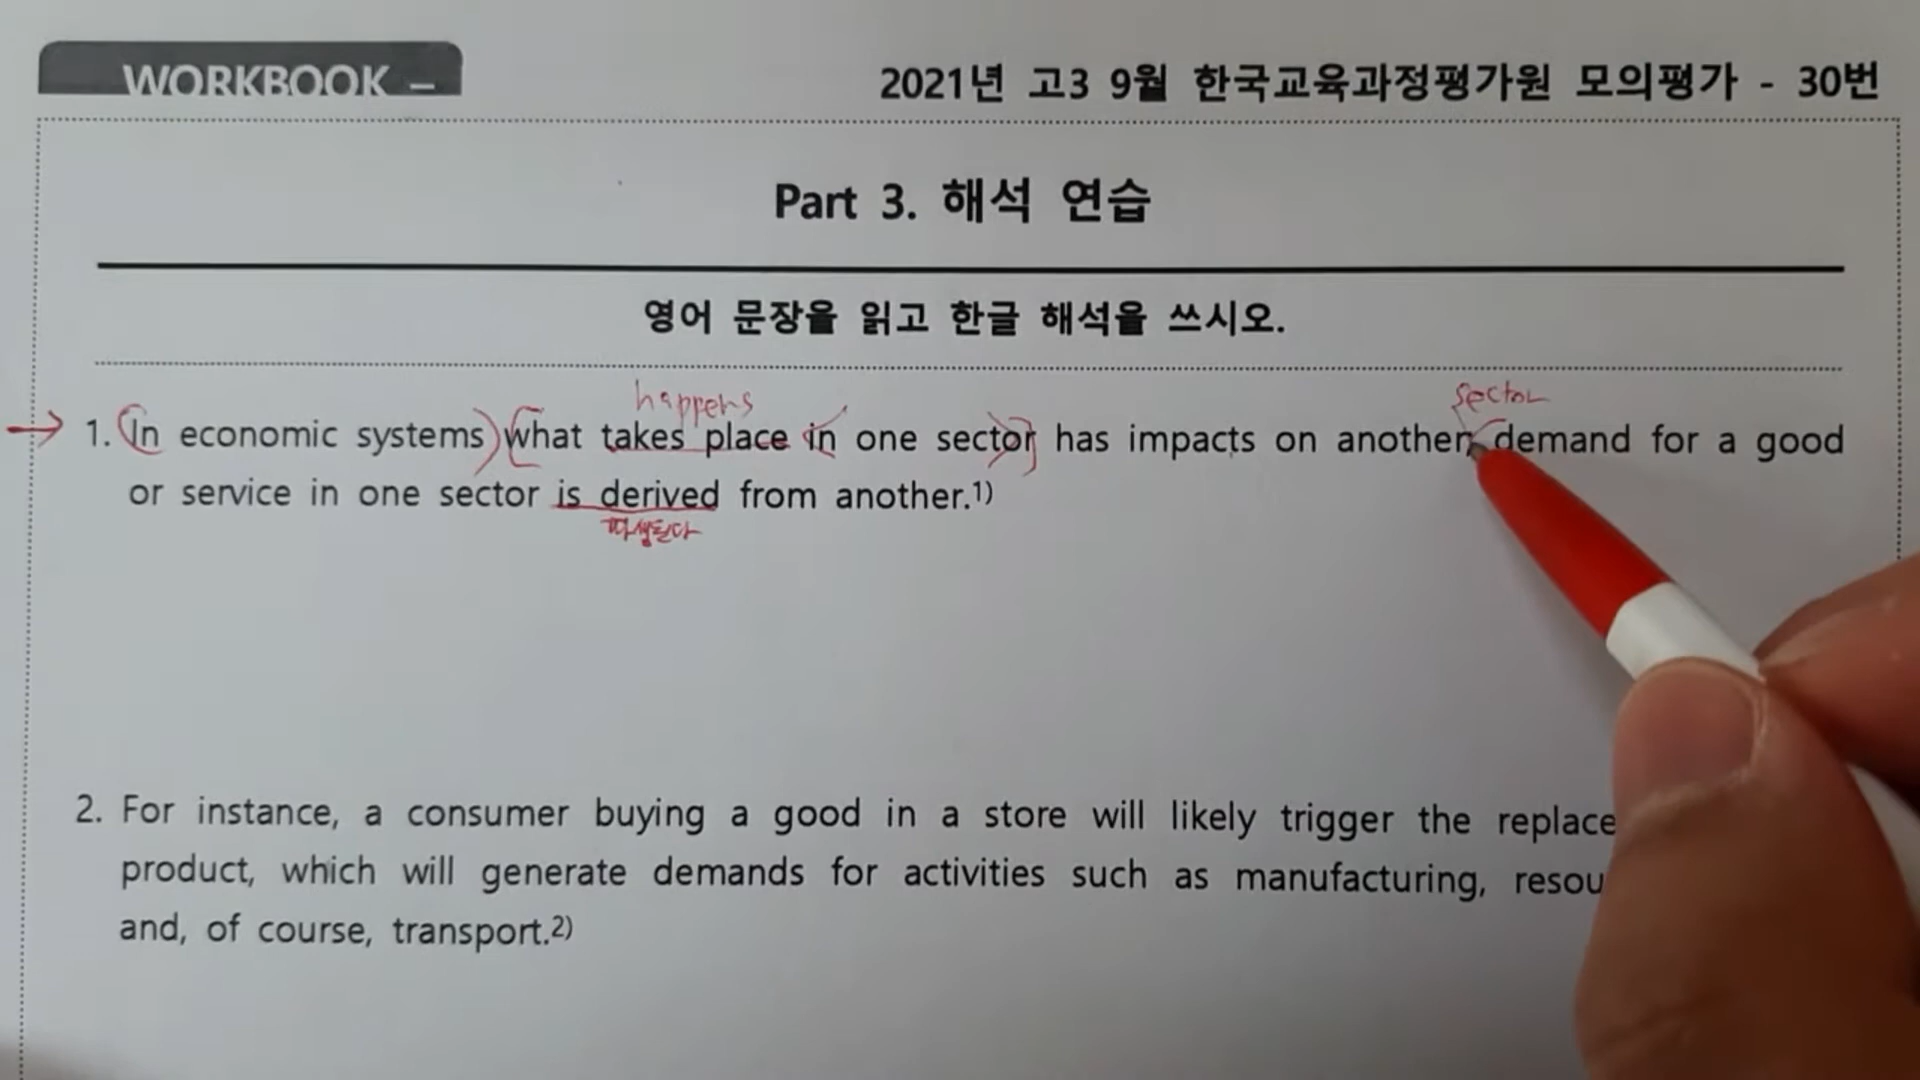 WORKBOOK –
2021년 고3 9월 한국교육과정평가원 모의평가 - 30번
Part 3. 해석 연습
영어 문장을 읽고 한글 해석을 쓰시오.
happens
sector
1. In economic systems what takes place in one sector has impacts on another; demand for a good
or service in one sector is derived from another.1)
파생된다
2. For instance, a consumer buying a good in a store will likely trigger the
product, which will generate demands for activities such as manufacturing,
and, of course, transport.2)